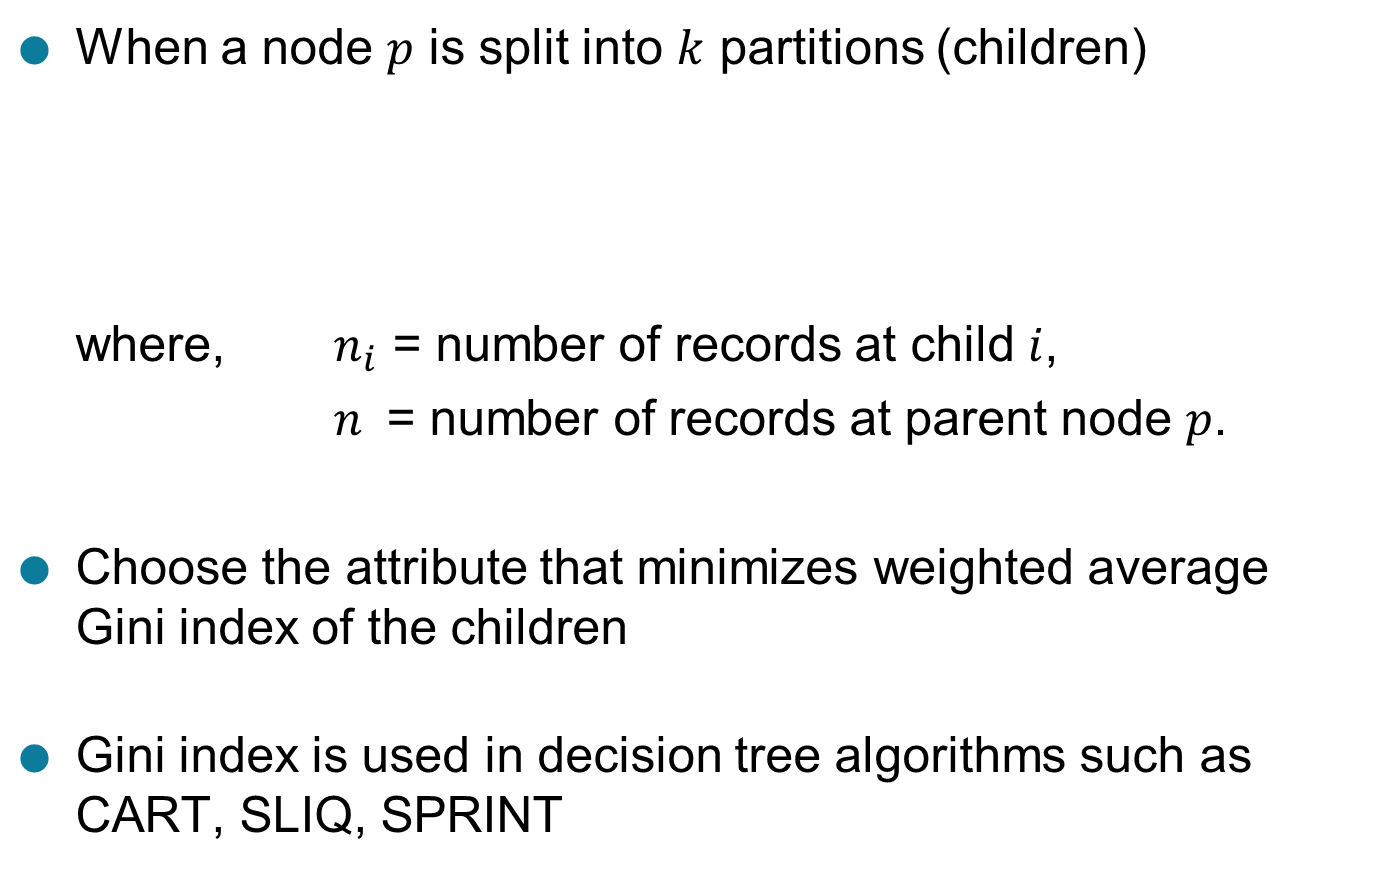 ● When a node p is split into k partitions (children)
where, nᵢ = number of records at child i,
n = number of records at parent node p.
● Choose the attribute that minimizes weighted average
Gini index of the children
● Gini index is used in decision tree algorithms such as
CART, SLIQ, SPRINT